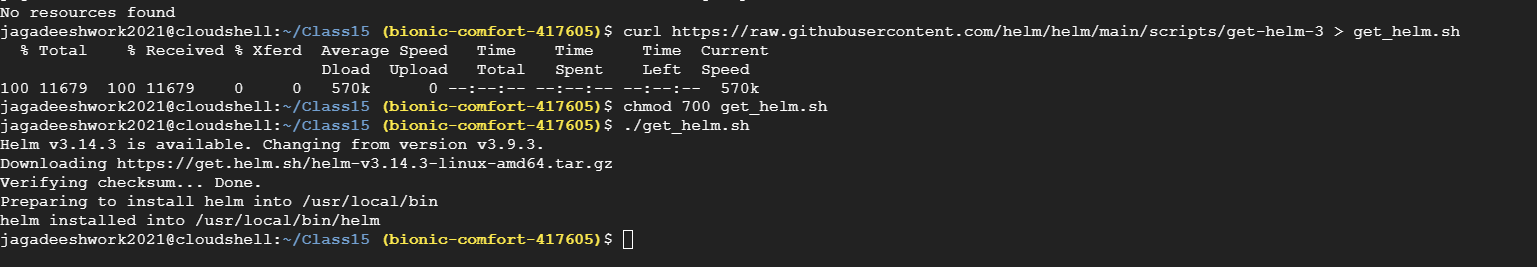 No resources found
jagadeeshwork2021@cloudshell:~/Class15 (bionic-comfort-417605)$ curl https://raw.githubusercontent.com/helm/helm/main/scripts/get-helm-3 > get_helm.sh
  % Total    % Received % Xferd  Average Speed   Time    Time     Time  Current
                                 Dload  Upload   Total   Spent    Left  Speed
100 11679  100 11679    0     0   570k      0 --:--:-- --:--:-- --:--:--  570k
jagadeeshwork2021@cloudshell:~/Class15 (bionic-comfort-417605)$ chmod 700 get_helm.sh
jagadeeshwork2021@cloudshell:~/Class15 (bionic-comfort-417605)$ ./get_helm.sh
Helm v3.14.3 is available. Changing from version v3.9.3.
Downloading https://get.helm.sh/helm-v3.14.3-linux-amd64.tar.gz
Verifying checksum... Done.
Preparing to install helm into /usr/local/bin
helm installed into /usr/local/bin/helm
jagadeeshwork2021@cloudshell:~/Class15 (bionic-comfort-417605)$